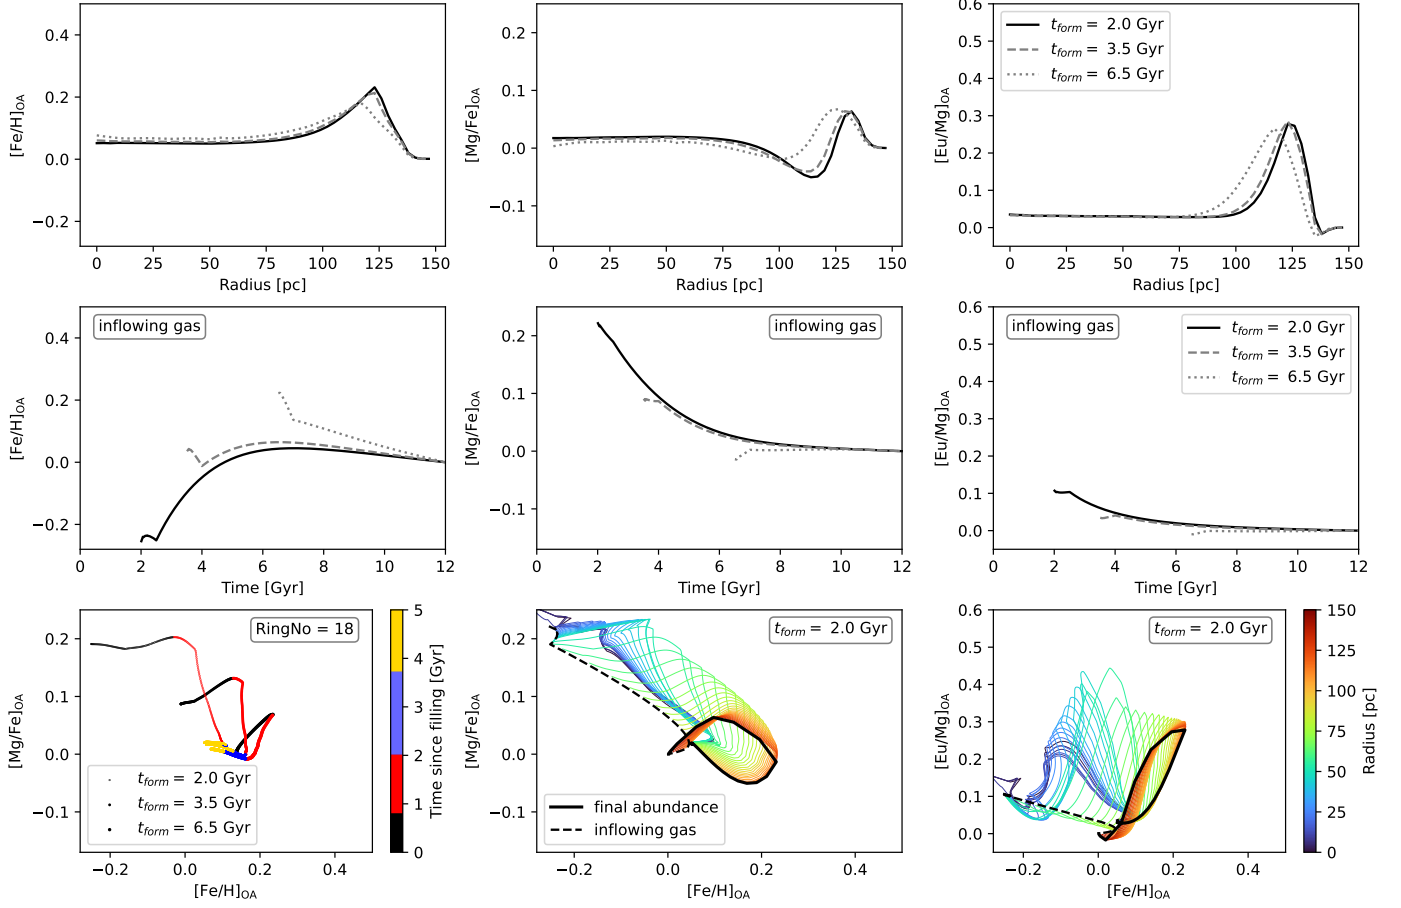 [Fe/H]OA
0.4
0.2
0.0
−0.2
0 25 50 75 100 125 150
Radius [pc]
[Mg/Fe]OA
0.2
0.1
0.0
−0.1
0 25 50 75 100 125 150
Radius [pc]
[Eu/Mg]OA
0.6
0.5
0.4
0.3
0.2
0.1
0.0
tform = 2.0 Gyr
tform = 3.5 Gyr
tform = 6.5 Gyr
0 25 50 75 100 125 150
Radius [pc]
[Fe/H]OA
0.4
0.2
0.0
−0.2
inflowing gas
0 2 4 6 8 10 12
Time [Gyr]
[Mg/Fe]OA
0.2
0.1
0.0
−0.1
inflowing gas
0 2 4 6 8 10 12
Time [Gyr]
[Eu/Mg]OA
0.6
0.5
0.4
0.3
0.2
0.1
0.0
inflowing gas
tform = 2.0 Gyr
tform = 3.5 Gyr
tform = 6.5 Gyr
0 2 4 6 8 10 12
Time [Gyr]
[Mg/Fe]OA
0.2
0.1
0.0
−0.1
RingNo = 18
tform = 2.0 Gyr
tform = 3.5 Gyr
tform = 6.5 Gyr
−0.2 0.0 0.2 0.4
[Fe/H]OA
5
4
3
2
1
0
Time since filling [Gyr]
[Mg/Fe]OA
0.2
0.1
0.0
−0.1
tform = 2.0 Gyr
final abundance
inflowing gas
−0.2 0.0 0.2 0.4
[Fe/H]OA
[Eu/Mg]OA
0.6
0.5
0.4
0.3
0.2
0.1
0.0
tform = 2.0 Gyr
−0.2 0.0 0.2 0.4
[Fe/H]OA
150
125
100
75
50
25
0
Radius [pc]